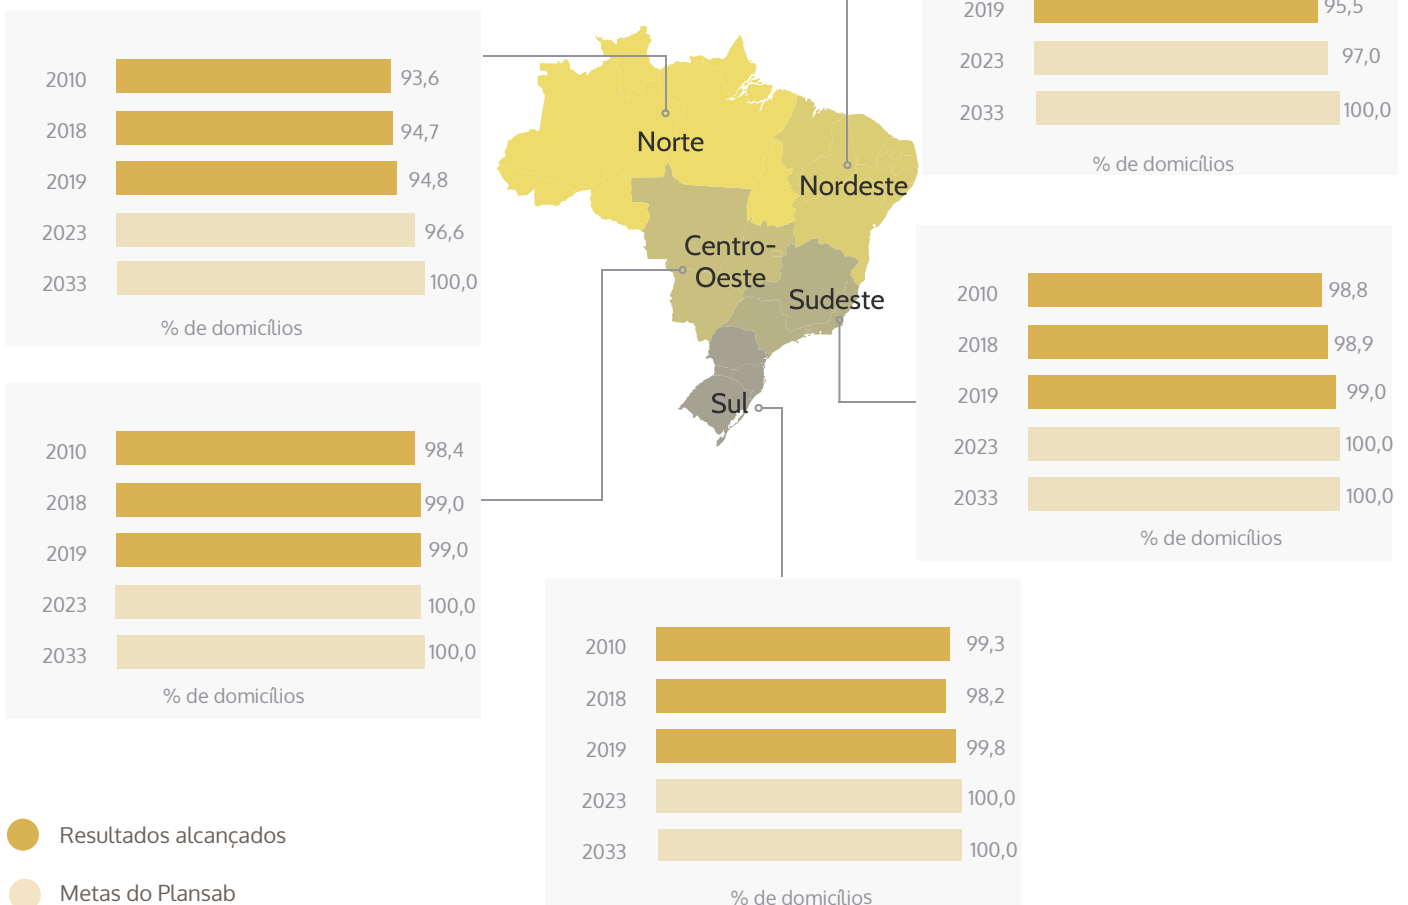 2019 95,5
2023 97,0
2033 100,0
% de domicílios
2010 93,6
2018 94,7
2019 94,8
2023 96,6
2033 100,0
% de domicílios
Norte
Nordeste
Centro-
Oeste
Sudeste
Sul
2010 98,8
2018 98,9
2019 99,0
2023 100,0
2033 100,0
% de domicílios
2010 98,4
2018 99,0
2019 99,0
2023 100,0
2033 100,0
% de domicílios
2010 99,3
2018 98,2
2019 99,8
2023 100,0
2033 100,0
% de domicílios
Resultados alcançados
Metas do Plansab